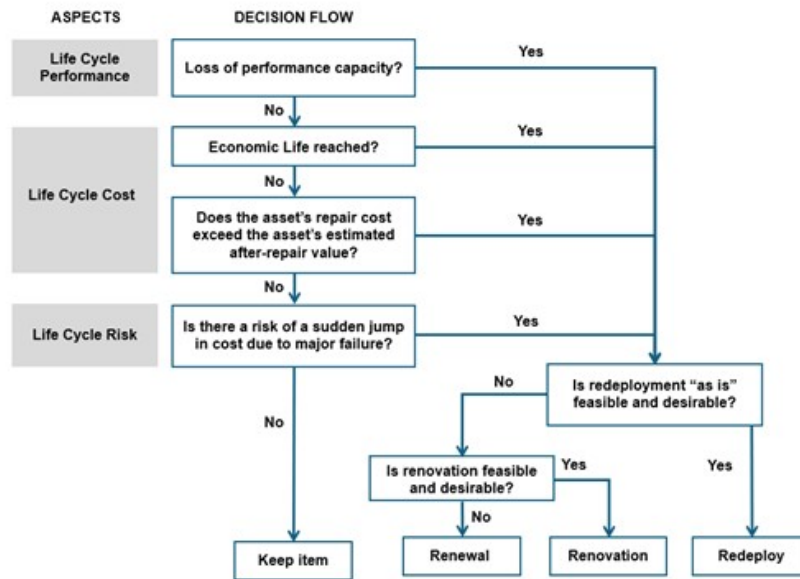 ASPECTS
DECISION FLOW
Life Cycle
Performance
Loss of performance capacity?
Yes
No
Life Cycle Cost
Economic Life reached?
Yes
No
Does the asset's repair cost
exceed the asset's estimated
after-repair value?
Yes
No
Life Cycle Risk
Is there a risk of a sudden jump
in cost due to major failure?
Yes
No
Is redeployment "as is"
feasible and desirable?
No
Yes
Is renovation feasible
and desirable?
Yes
No
Keep item
Renewal
Renovation
Redeploy